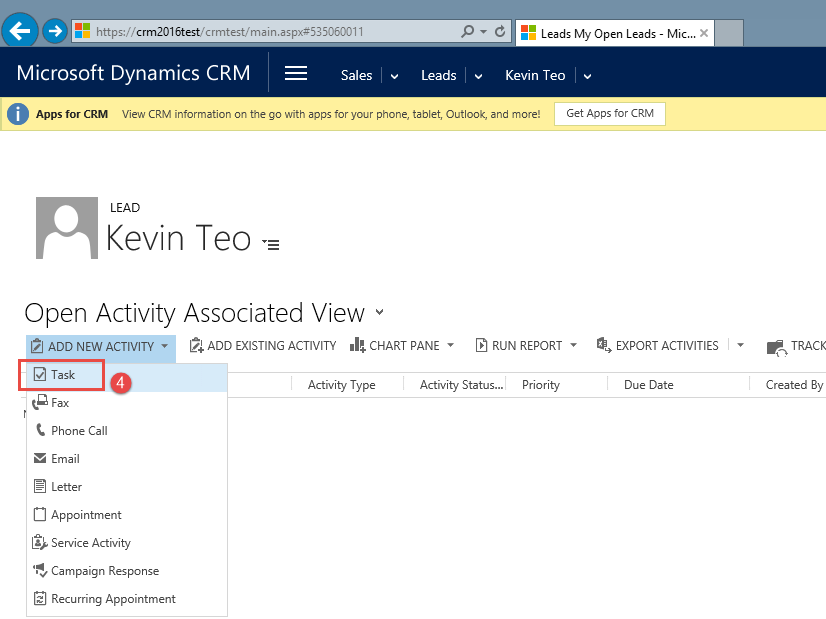 https://crm2016test/crmtest/main.aspx#535060011
Leads My Open Leads - Mic...
Microsoft Dynamics CRM Sales Leads Kevin Teo
Apps for CRM View CRM information on the go with apps for your phone, tablet, Outlook, and more! Get Apps for CRM
LEAD
Kevin Teo
Open Activity Associated View
ADD NEW ACTIVITY ADD EXISTING ACTIVITY CHART PANE RUN REPORT EXPORT ACTIVITIES TRACK
Activity Type Activity Status... Priority Due Date Created By
Task
4
Fax
Phone Call
Email
Letter
Appointment
Service Activity
Campaign Response
Recurring Appointment